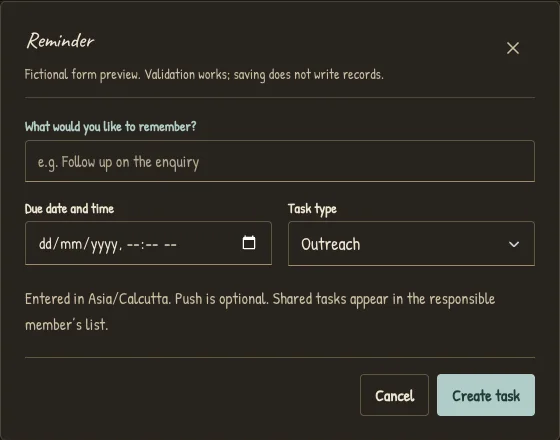 Reminder
Fictional form preview. Validation works; saving does not write records.
What would you like to remember?
e.g. Follow up on the enquiry
Due date and time
Task type
dd/mm/yyyy, --:-- --
Outreach
Entered in Asia/Calcutta. Push is optional. Shared tasks appear in the responsible
member's list.
Cancel
Create task